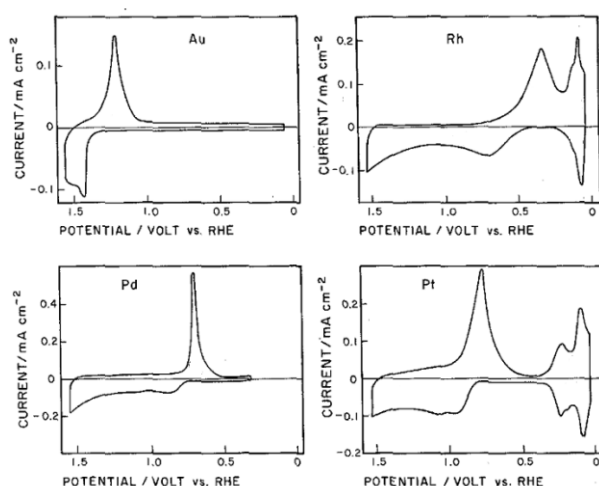 Au
0.1
0
-0.1
CURRENT/mA cm⁻²
1.5
1.0
0.5
0
POTENTIAL / VOLT vs. RHE
Rh
0.2
0.1
0
-0.1
CURRENT/mA cm⁻²
1.5
1.0
0.5
0
POTENTIAL / VOLT vs. RHE
Pd
0.4
0.2
0
-0.2
CURRENT/mA cm⁻²
1.5
1.0
0.5
0
POTENTIAL / VOLT vs. RHE
Pt
0.2
0.1
0
-0.1
-0.2
CURRENT/mA cm⁻²
1.5
1.0
0.5
0
POTENTIAL / VOLT vs. RHE